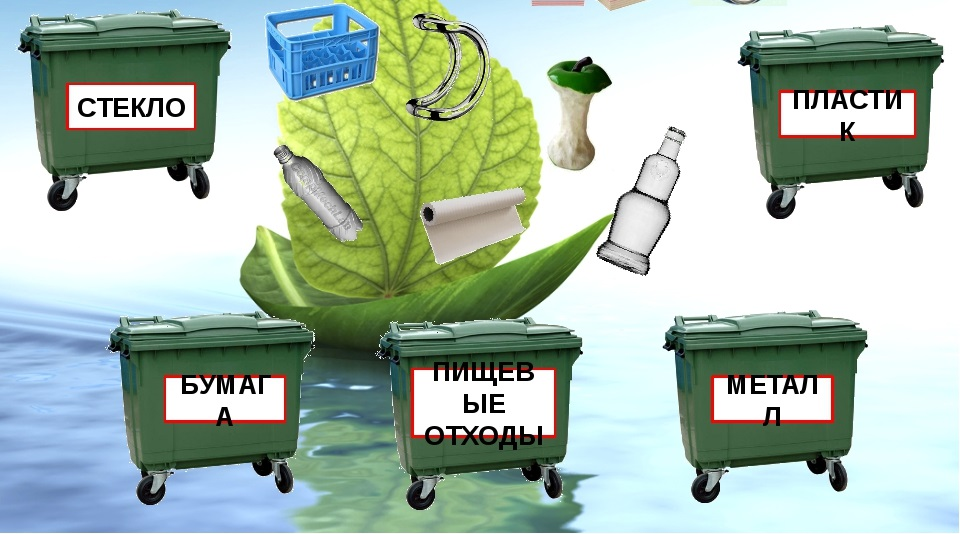 СТЕКЛО
ПЛАСТИ
К
БУМАГ
А
ПИЩЕВ
ЫЕ
ОТХОДЫ
МЕТАЛ
Л